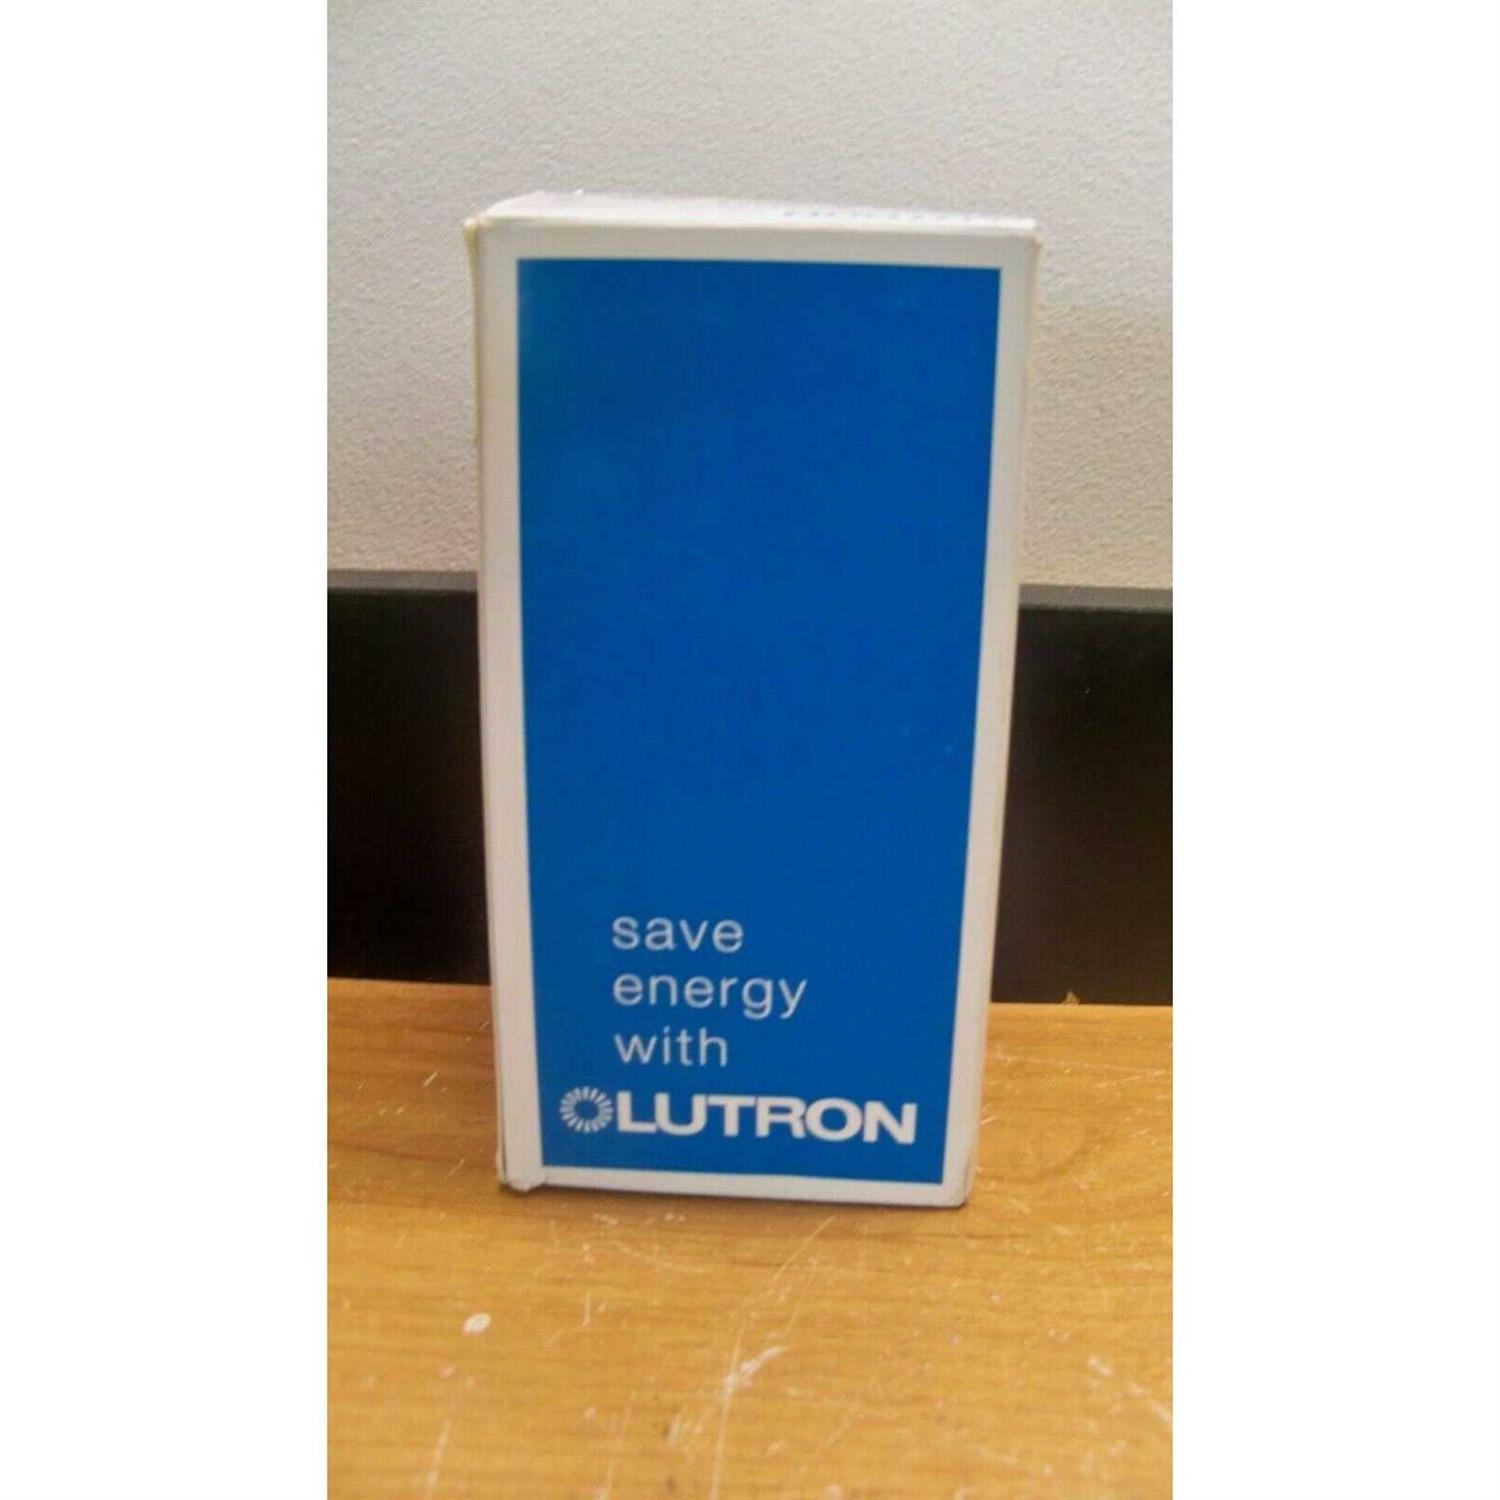 save
energy
with
LUTRON